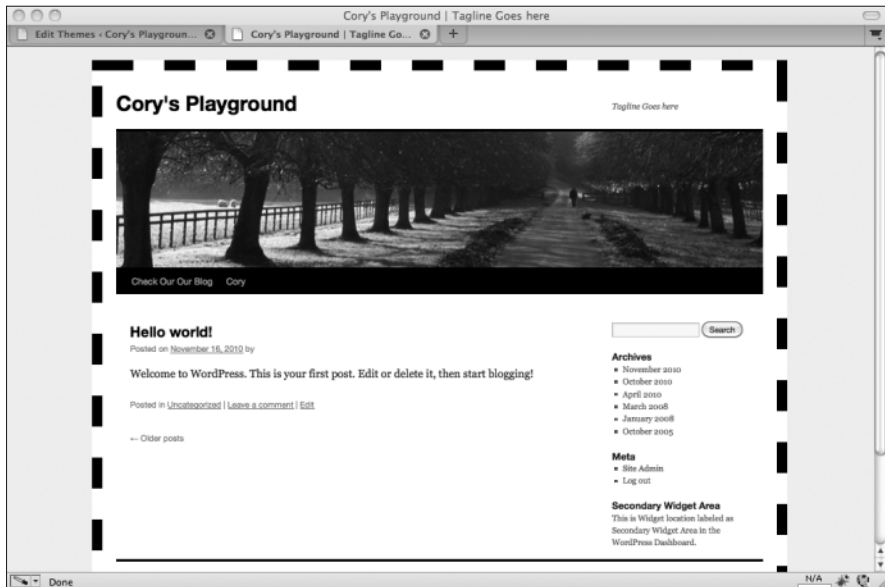 Cory's Playground | Tagline Goes here
Edit Themes ‹ Cory's Playgroun...
Cory's Playground | Tagline Go...
+
Cory's Playground
Tagline Goes here
Check Our Our Blog Cory
Hello world!
Posted on November 16, 2010 by
Welcome to WordPress. This is your first post. Edit or delete it, then start blogging!
Posted in Uncategorized | Leave a comment | Edit
← Older posts
Search
Archives
November 2010
October 2010
April 2010
March 2008
January 2008
October 2005
Meta
Site Admin
Log out
Secondary Widget Area
This is Widget location labeled as
Secondary Widget Area in the
WordPress Dashboard.
Done
N/A